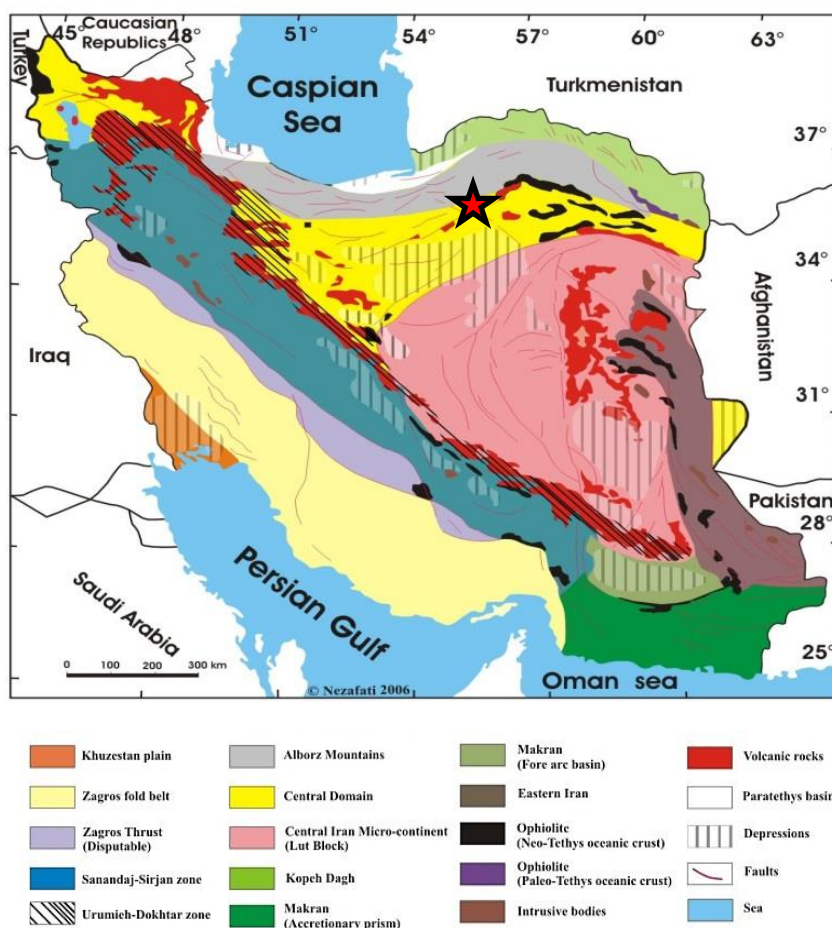 45°
48°
51°
54°
57°
60°
63°
Caucasian
Republics
Turkey
Caspian
Sea
Turkmenistan
37°
34°
Afghanistan
Iraq
31°
Pakistan
28°
Saudi Arabia
Persian Gulf
25°
0 100 300 km
© Nezafati 2006
Oman sea
Khuzestan plain
Zagros fold belt
Zagros Thrust
(Disputable)
Sanandaj-Sirjan zone
Urumieh-Dokhtar zone
Alborz Mountains
Central Domain
Central Iran Micro-continent
(Lut Block)
Kopeh Dagh
Makran
(Accretionary prism)
Makran
(Fore arc basin)
Eastern Iran
Ophiolite
(Neo-Tethys oceanic crust)
Ophiolite
(Paleo-Tethys oceanic crust)
Intrusive bodies
Volcanic rocks
Paratethys basin
Depressions
Faults
Sea